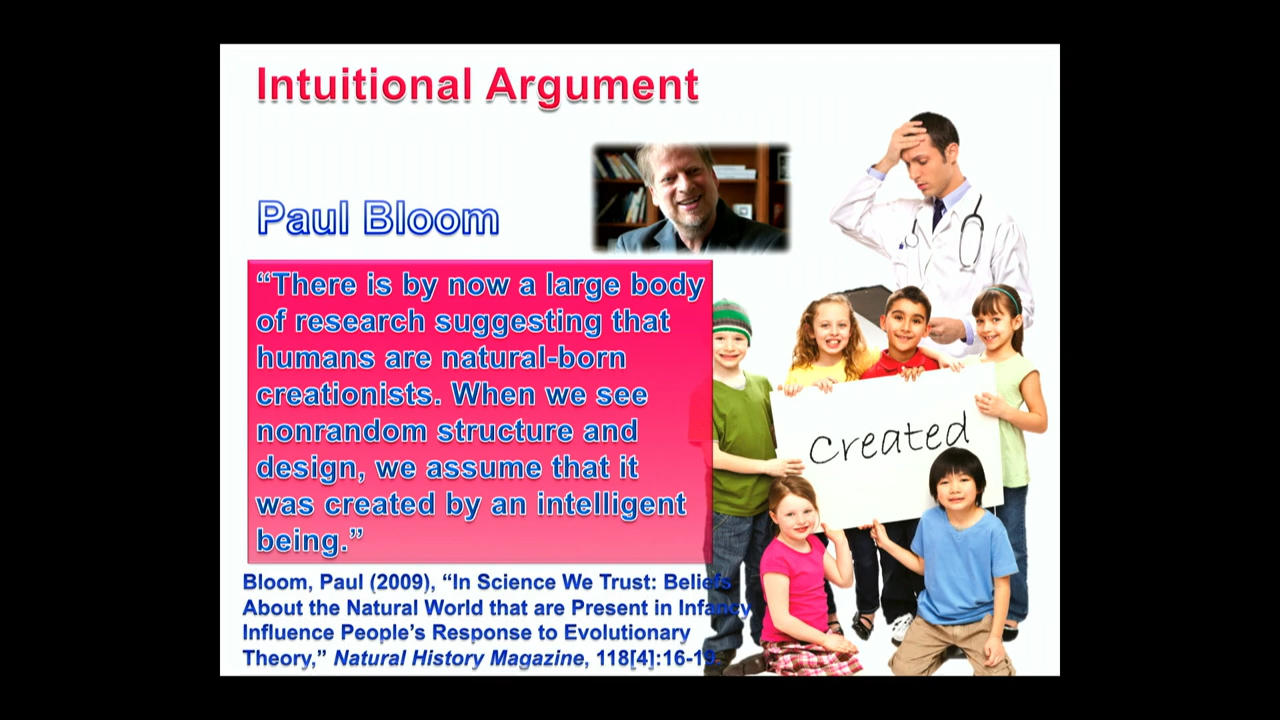 Intuitional Argument
Paul Bloom
“There is by now a large body
of research suggesting that
humans are natural-born
creationists. When we see
nonrandom structure and
design, we assume that it
was created by an intelligent
being.”
Created
Bloom, Paul (2009), “In Science We Trust: Beliefs
About the Natural World that are Present in Infancy
Influence People’s Response to Evolutionary
Theory,” Natural History Magazine, 118[4]:16-19.